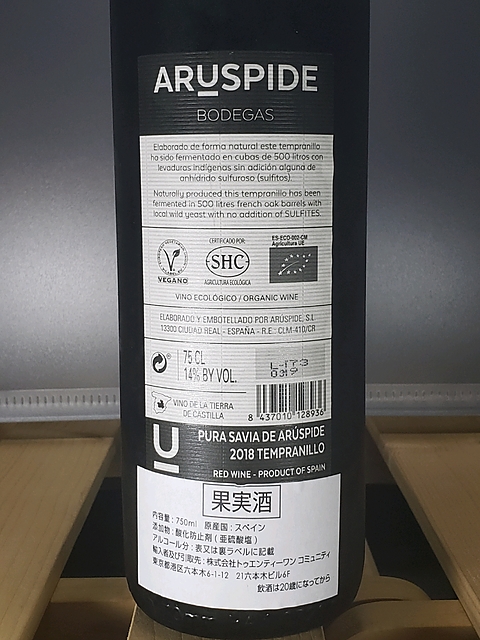 ARUSPIDE
BODEGAS
Elaborado de forma natural este tempranillo
ha sido fermentado en cubas de 500 litros con
levaduras indígenas sin adición alguna de
anhídrido sulfuroso (sulfitos).
Naturally produced this tempranillo has been
fermented in 500 litres french oak barrels with
local wild yeast with no addition of SULFITES.
VEGANO
CERTIFICADO POR:
SHC
AGRICULTURA ECOLÓGICA
ES-ECO-002-CM
Agricultura UE
VINO ECOLÓGICO / ORGANIC WINE
ELABORADO Y EMBOTELLADO POR ARÚSPIDE, S.L
13300 CIUDAD REAL - ESPAÑA - R.E.: CLM-410/CR
75 CL
14% BY VOL.
L-173
0319
VINO DE LA TIERRA
DE CASTILLA
8 437010 128936
U
PURA SAVIA DE ARÚSPIDE
2018 TEMPRANILLO
RED WINE - PRODUCT OF SPAIN
果実酒
内容量：750ml 原産国：スペイン
添加物：酸化防止剤（亜硫酸塩）
アルコール分：表又は裏ラベルに記載
輸入者及び引取先：株式会社トゥエンティーワン コミュニティ
東京都港区六本木6-1-12 21六本木ビル6F
飲酒は20歳になってから